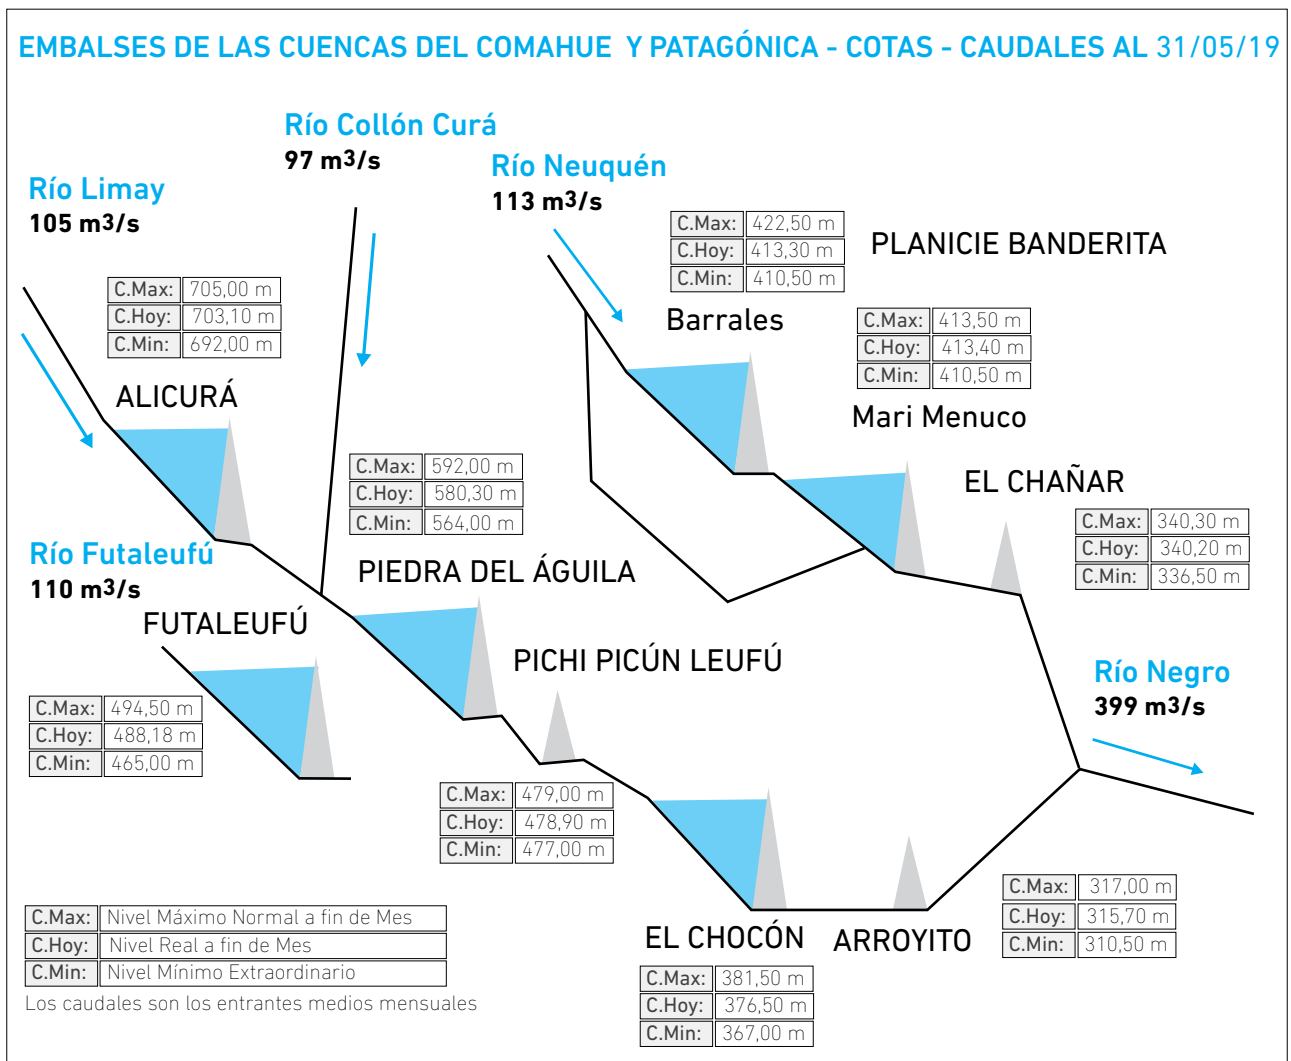 EMBALSES DE LAS CUENCAS DEL COMAHUE Y PATAGÓNICA - COTAS - CAUDALES AL 31/05/19
Río Collón Curá
97 m3/s
Río Neuquén
113 m3/s
Río Limay
105 m3/s
C.Max: 422,50 m
C.Hoy: 413,30 m
C.Min: 410,50 m
PLANICIE BANDERITA
Barrales
C.Max: 705,00 m
C.Hoy: 703,10 m
C.Min: 692,00 m
ALICURÁ
C.Max: 413,50 m
C.Hoy: 413,40 m
C.Min: 410,50 m
Mari Menuco
C.Max: 592,00 m
C.Hoy: 580,30 m
C.Min: 564,00 m
PIEDRA DEL ÁGUILA
EL CHAÑAR
C.Max: 340,30 m
C.Hoy: 340,20 m
C.Min: 336,50 m
Río Futaleufú
110 m3/s
FUTALEUFÚ
C.Max: 494,50 m
C.Hoy: 488,18 m
C.Min: 465,00 m
PICHI PICÚN LEUFÚ
C.Max: 479,00 m
C.Hoy: 478,90 m
C.Min: 477,00 m
Río Negro
399 m3/s
EL CHOCÓN
C.Max: 381,50 m
C.Hoy: 376,50 m
C.Min: 367,00 m
ARROYITO
C.Max: 317,00 m
C.Hoy: 315,70 m
C.Min: 310,50 m
C.Max: Nivel Máximo Normal a fin de Mes
C.Hoy: Nivel Real a fin de Mes
C.Min: Nivel Mínimo Extraordinario
Los caudales son los entrantes medios mensuales